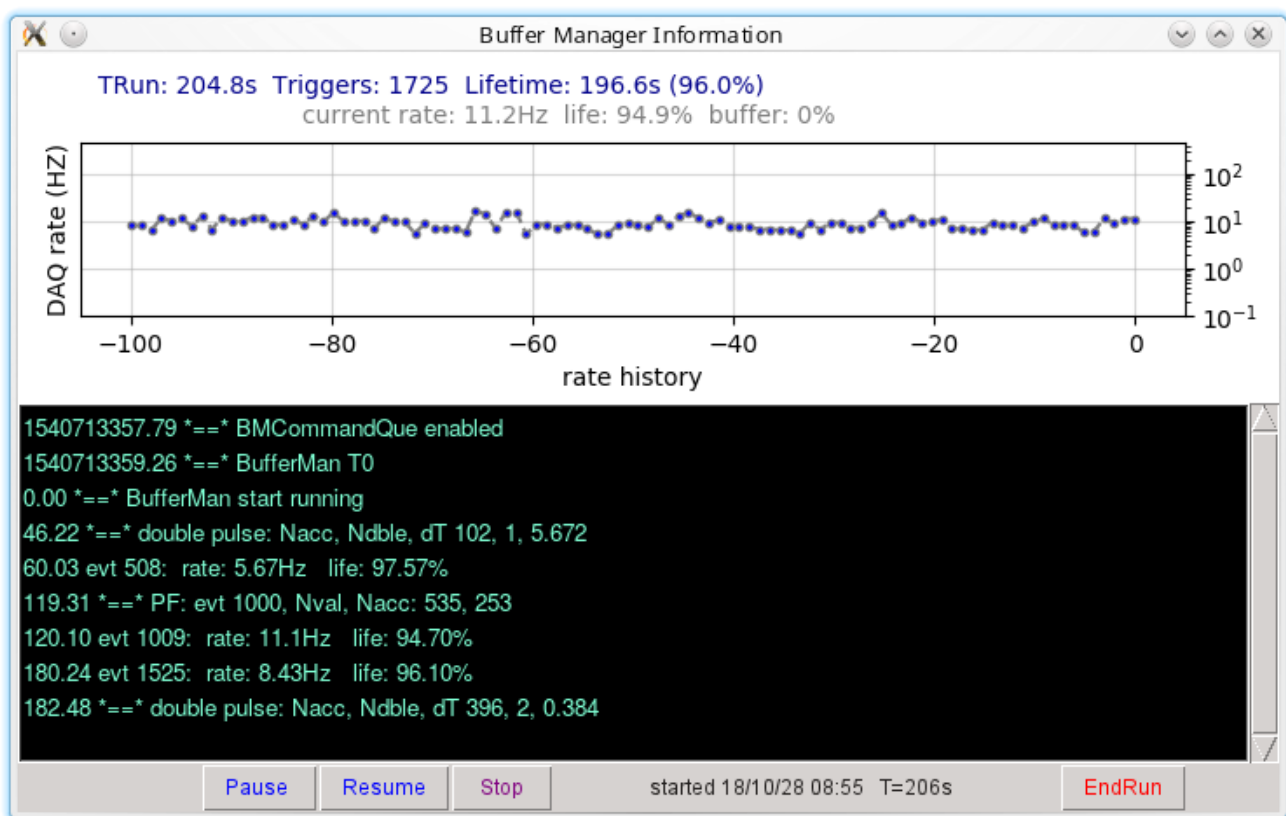 Buffer Manager Information
TRun: 204.8s  Triggers: 1725  Lifetime: 196.6s (96.0%)
current rate: 11.2Hz  life: 94.9%  buffer: 0%
DAQ rate (HZ)
10²
10¹
10⁰
10⁻¹
−100 −80 −60 −40 −20 0
rate history
1540713357.79 *==* BMCommandQue enabled
1540713359.26 *==* BufferMan T0
0.00 *==* BufferMan start running
46.22 *==* double pulse: Nacc, Ndble, dT 102, 1, 5.672
60.03 evt 508:  rate: 5.67Hz   life: 97.57%
119.31 *==* PF: evt 1000, Nval, Nacc: 535, 253
120.10 evt 1009:  rate: 11.1Hz   life: 94.70%
180.24 evt 1525:  rate: 8.43Hz   life: 96.10%
182.48 *==* double pulse: Nacc, Ndble, dT 396, 2, 0.384
Pause Resume Stop started 18/10/28 08:55  T=206s EndRun